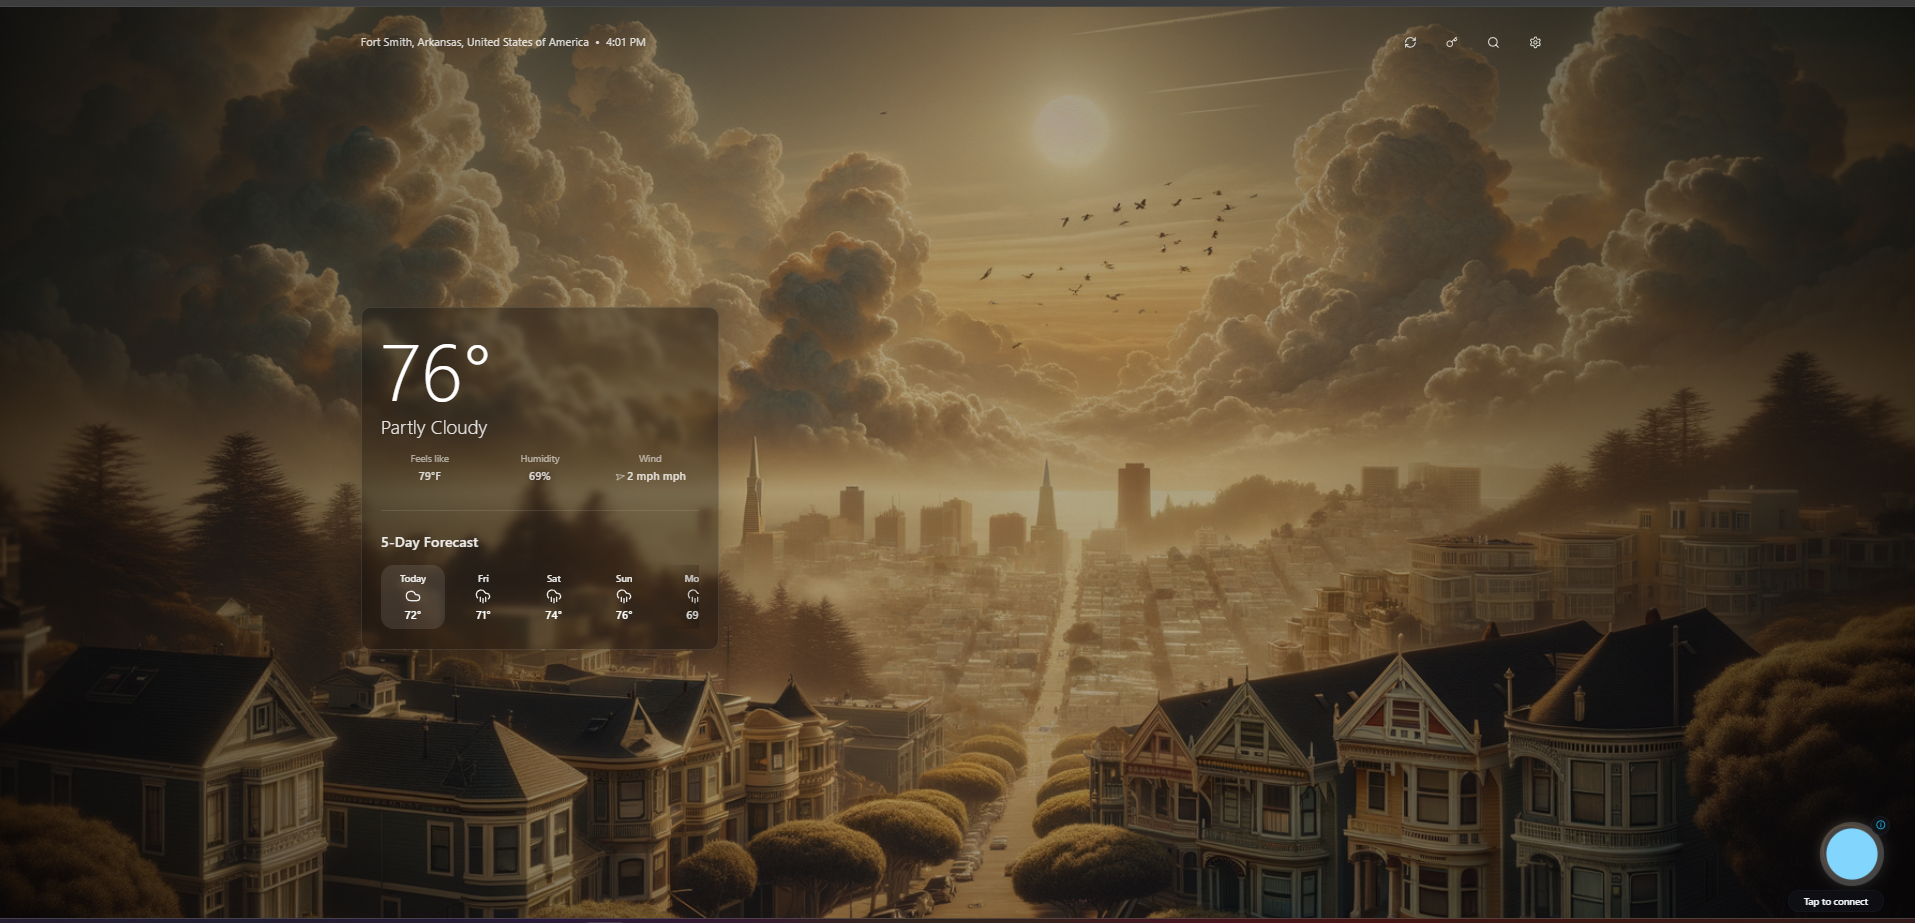 Fort Smith, Arkansas, United States of America • 4:01 PM
76°
Partly Cloudy
Feels like Humidity Wind
79°F 69% 2 mph mph
5-Day Forecast
Today Fri Sat Sun Mo
72° 71° 74° 76° 69
Tap to connect